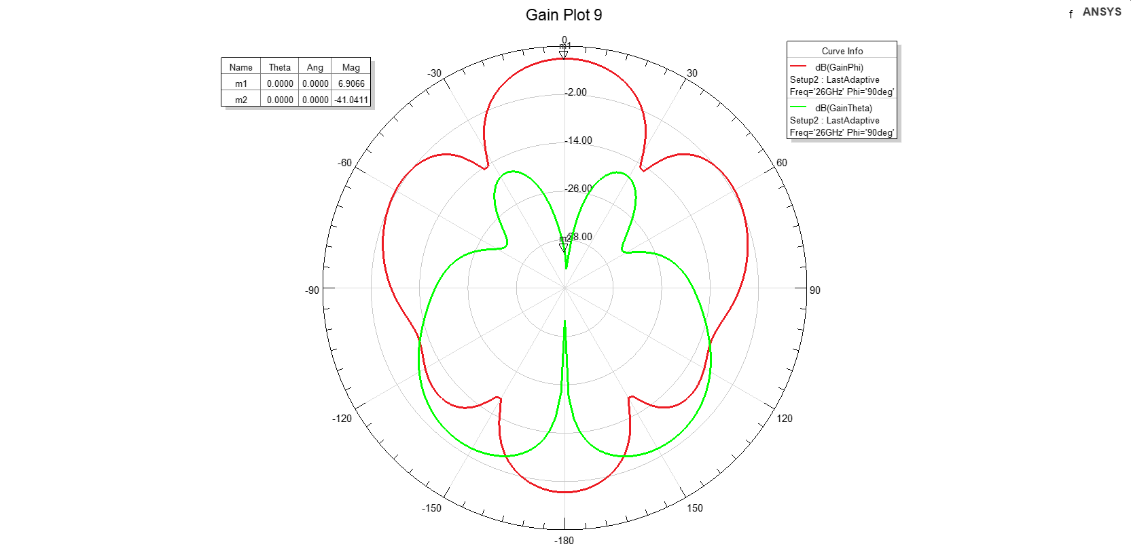 Gain Plot 9
f ANSYS
Name Theta Ang Mag
m1 0.0000 0.0000 6.9066
m2 0.0000 0.0000 -41.0411
Curve Info
dB(GainPhi)
Setup2 : LastAdaptive
Freq='26GHz' Phi='90deg'
dB(GainTheta)
Setup2 : LastAdaptive
Freq='26GHz' Phi='90deg'
0
m1
-30 30
-2.00
-14.00
-60 60
-26.00
-38.00
-90 90
-120 120
-150 150
-180